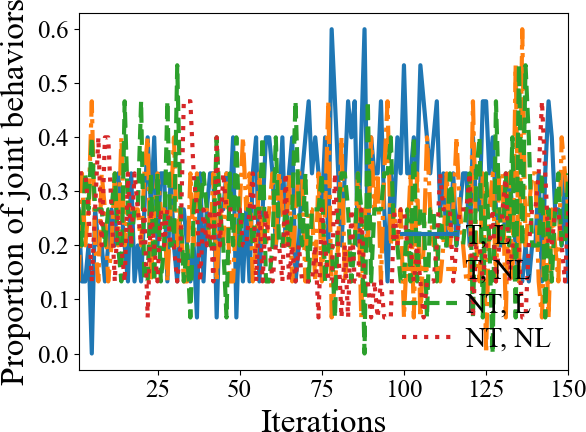 Proportion of joint behaviors
0.6
0.5
0.4
0.3
0.2
0.1
0.0
T, L
T, NL
NT, L
NT, NL
25
50
75
100
125
150
Iterations